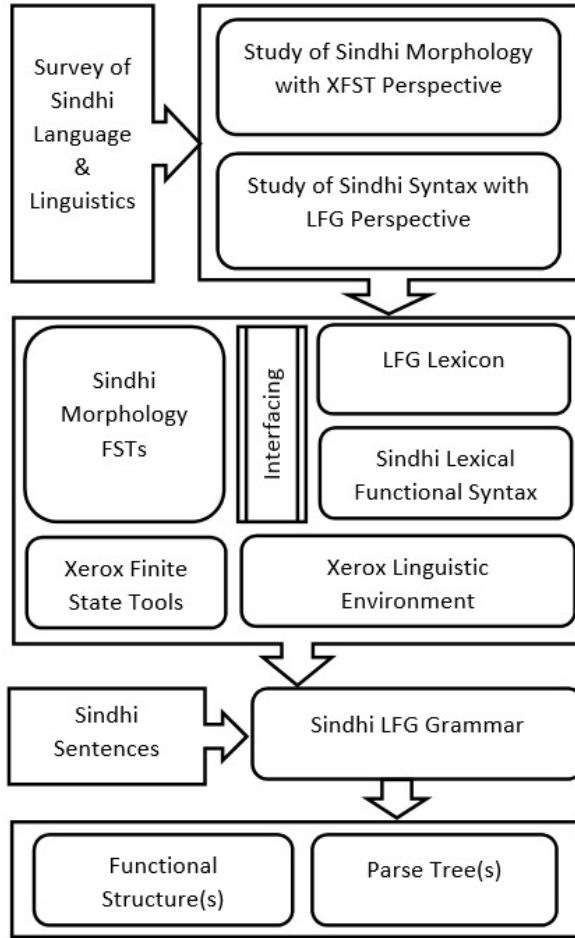 Survey of
Sindhi
Language
&
Linguistics
Study of Sindhi Morphology
with XFST Perspective
Study of Sindhi Syntax with
LFG Perspective
Sindhi
Morphology
FSTs
Interfacing
LFG Lexicon
Sindhi Lexical
Functional Syntax
Xerox Finite
State Tools
Xerox Linguistic
Environment
Sindhi
Sentences
Sindhi LFG Grammar
Functional
Structure(s)
Parse Tree(s)